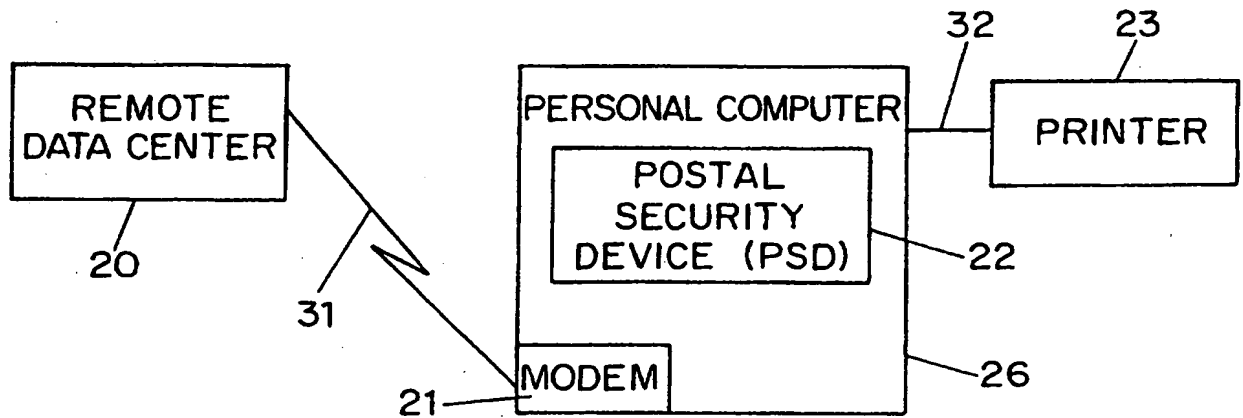 REMOTE
DATA CENTER
20
31
PERSONAL COMPUTER
POSTAL
SECURITY
DEVICE (PSD)
22
MODEM
21
26
32
23
PRINTER